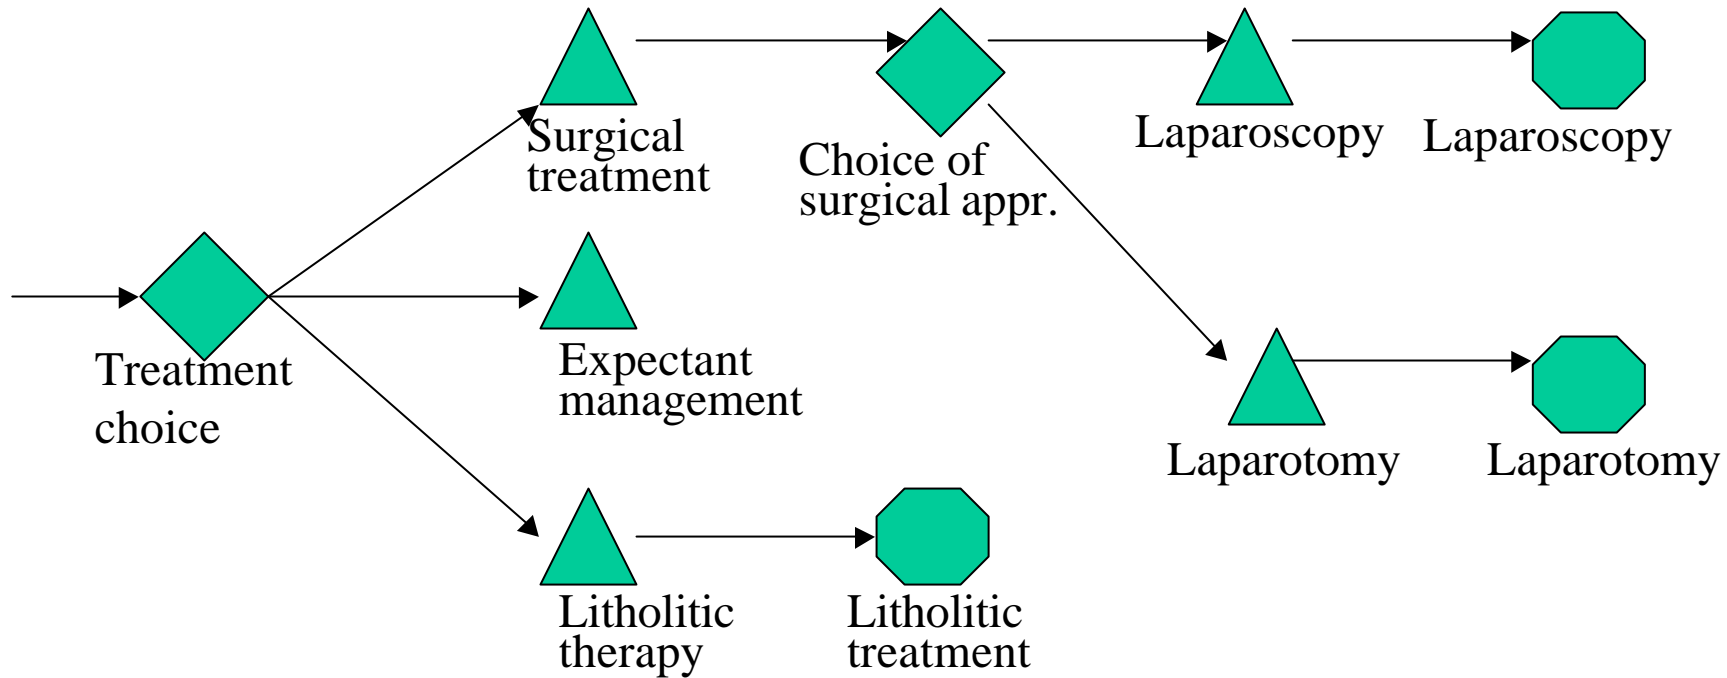 Surgical
treatment
Choice of
surgical appr.
Laparoscopy
Laparoscopy
Treatment
choice
Expectant
management
Laparotomy
Laparotomy
Litholitic
therapy
Litholitic
treatment